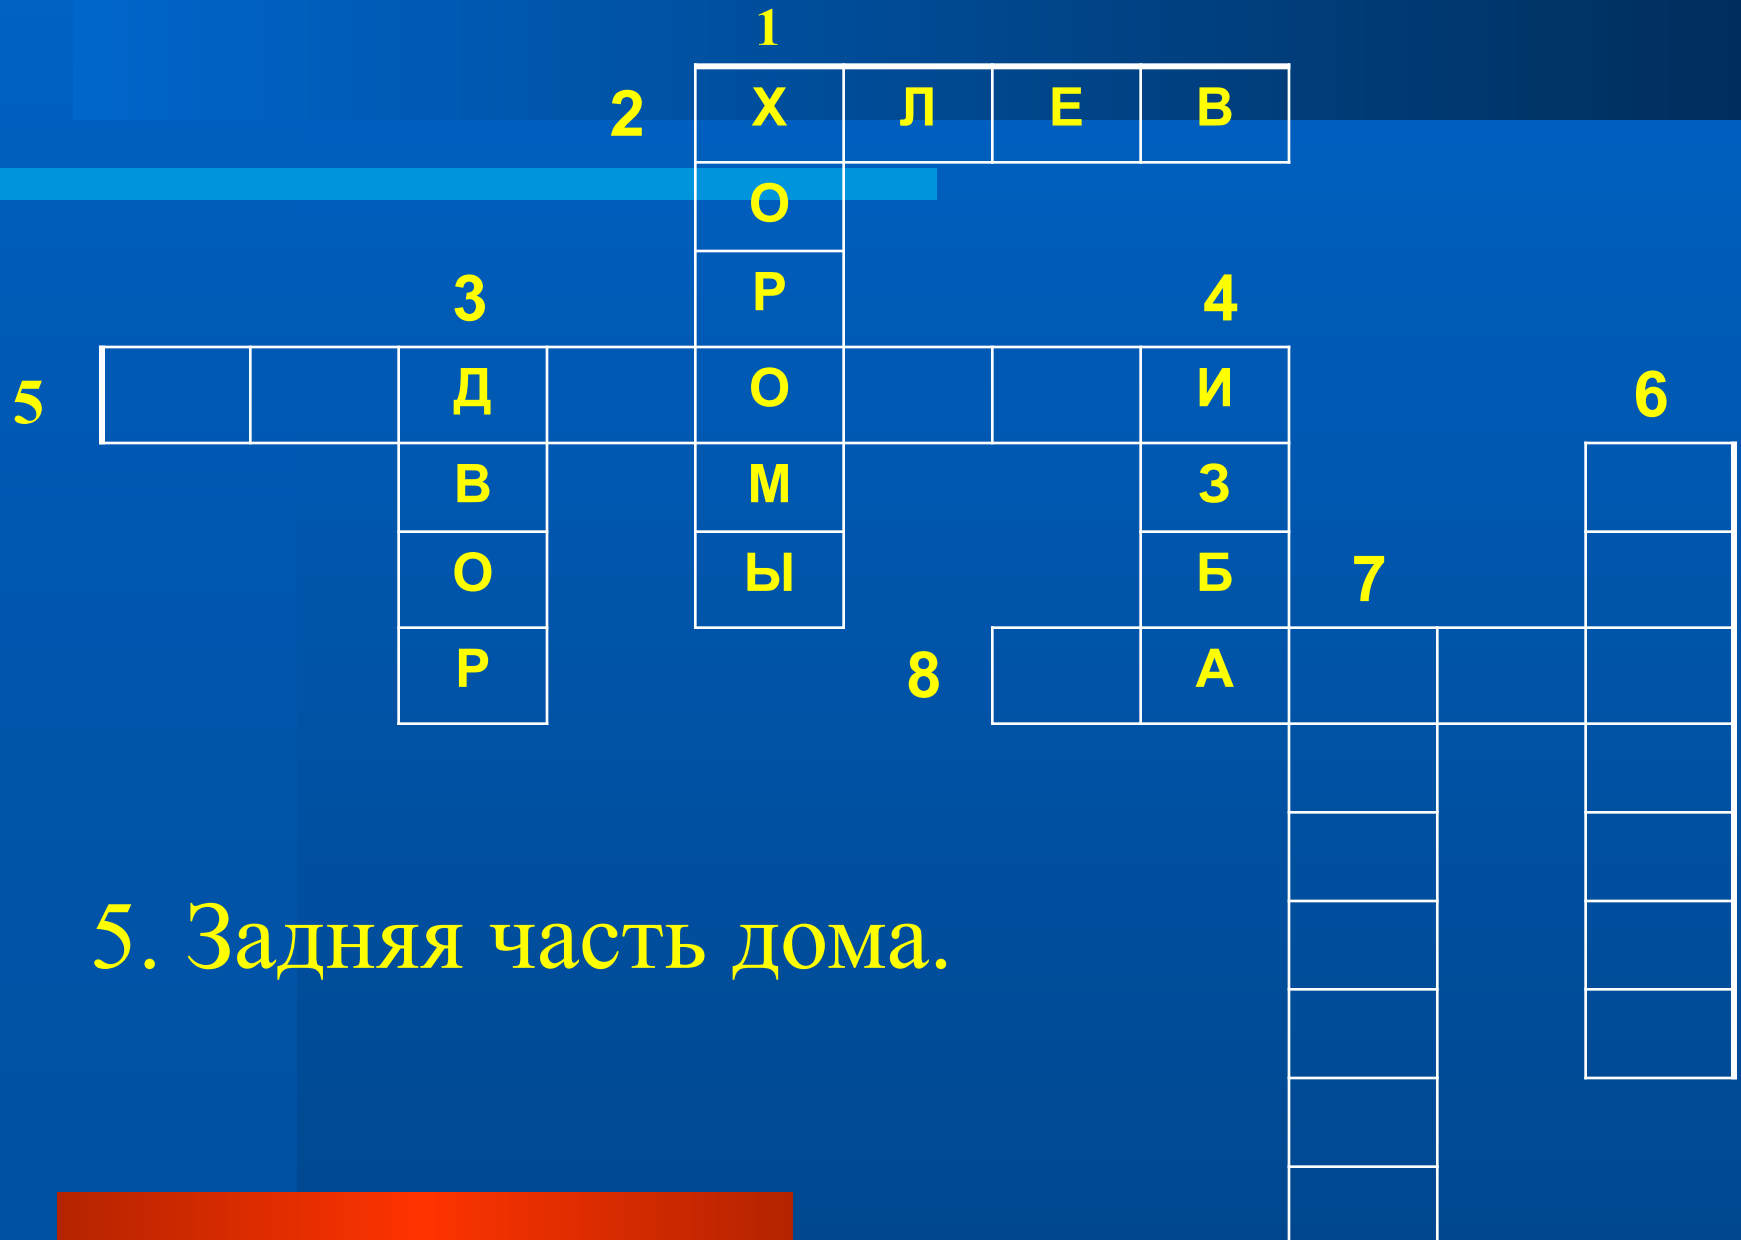 1
2 Х Л Е В
О
3 Р 4
5 Д О И 6
В М З
О Ы Б 7
Р 8 А
5. Задняя часть дома.